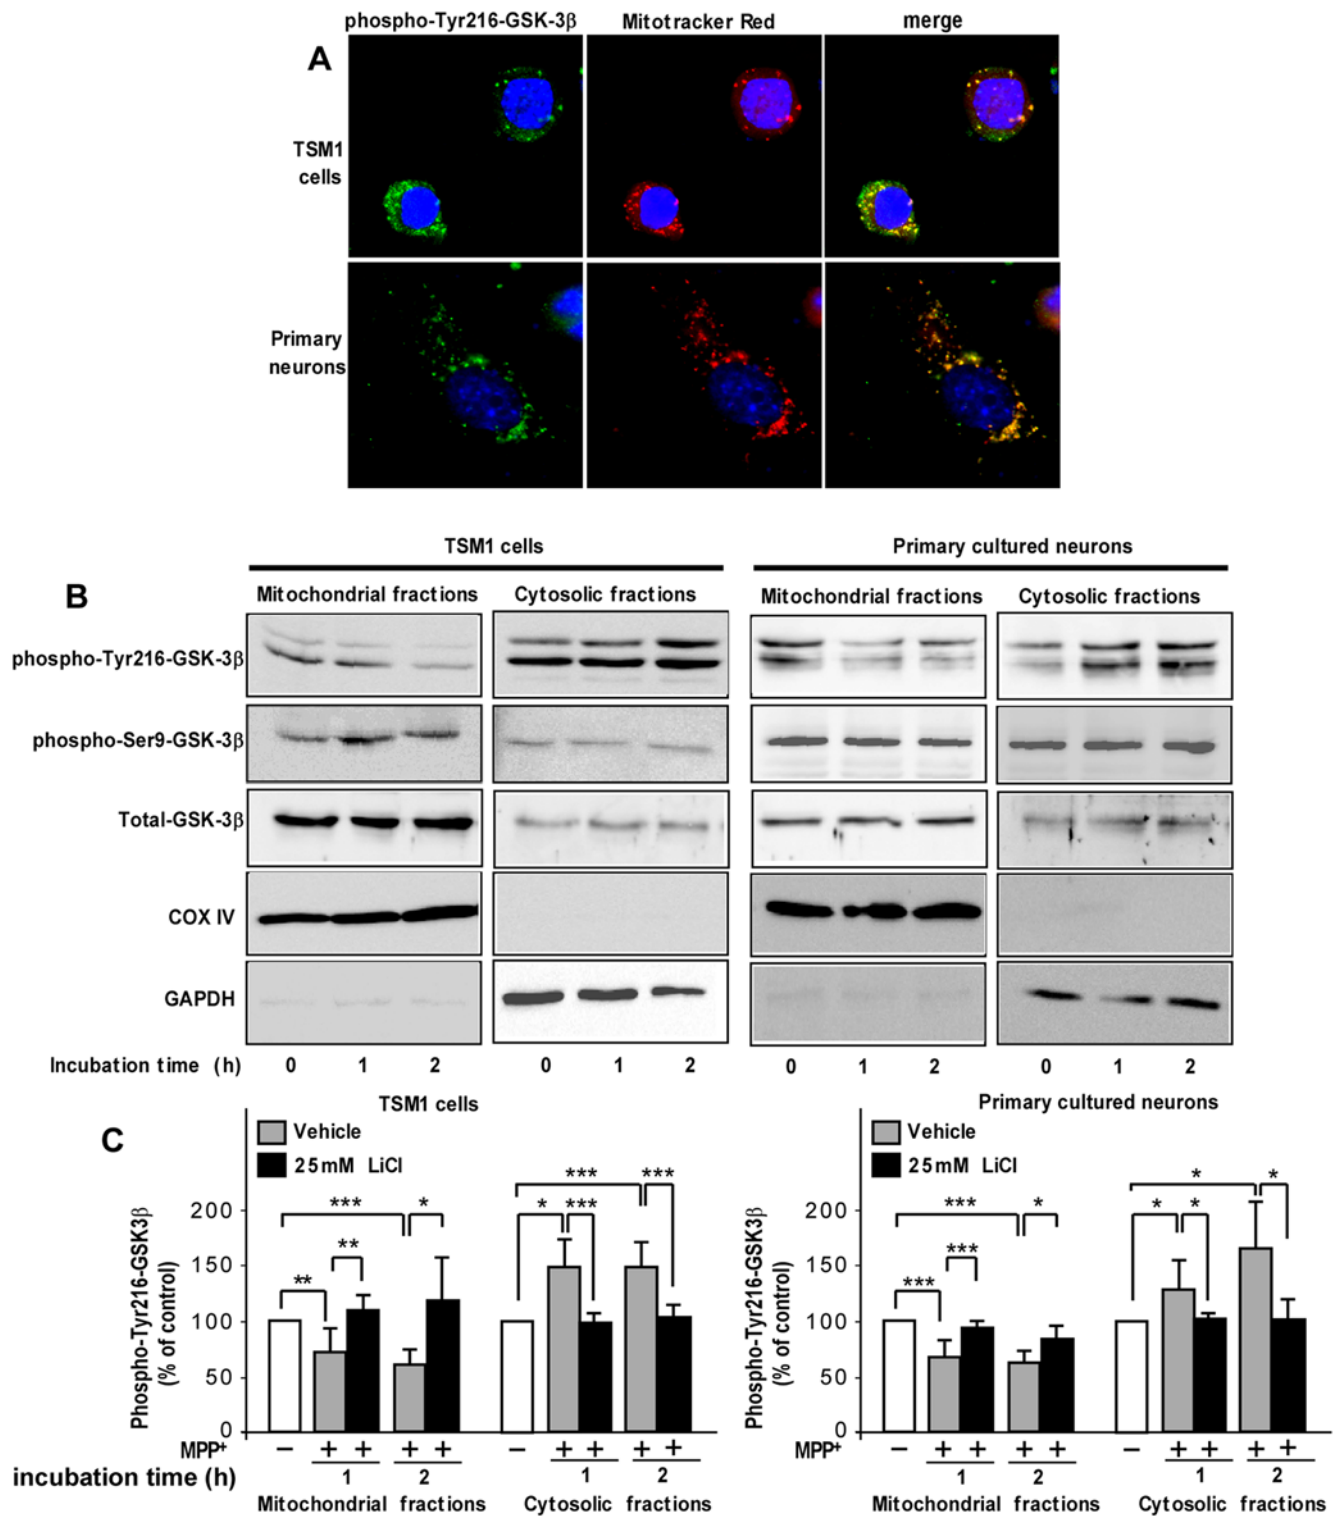 phospho-Tyr216-GSK-3β Mitotracker Red merge
A
TSM1
cells
Primary
neurons
TSM1 cells Primary cultured neurons
B
Mitochondrial fractions Cytosolic fractions Mitochondrial fractions Cytosolic fractions
phospho-Tyr216-GSK-3β
phospho-Ser9-GSK-3β
Total-GSK-3β
COX IV
GAPDH
Incubation time (h) 0 1 2 0 1 2 0 1 2 0 1 2
C
TSM1 cells
Vehicle
25mM LiCl
Phospho-Tyr216-GSK3β
(% of control)
200
150
100
50
0
** ** *** * * *** *** ***
MPP+ − + + + + − + + + +
incubation time (h) 1 2 1 2
Mitochondrial fractions Cytosolic fractions
Primary cultured neurons
Vehicle
25mM LiCl
Phospho-Tyr216-GSK3β
(% of control)
200
150
100
50
0
*** *** *** * * * * *
MPP+ − + + + + − + + + +
1 2 1 2
Mitochondrial fractions Cytosolic fractions